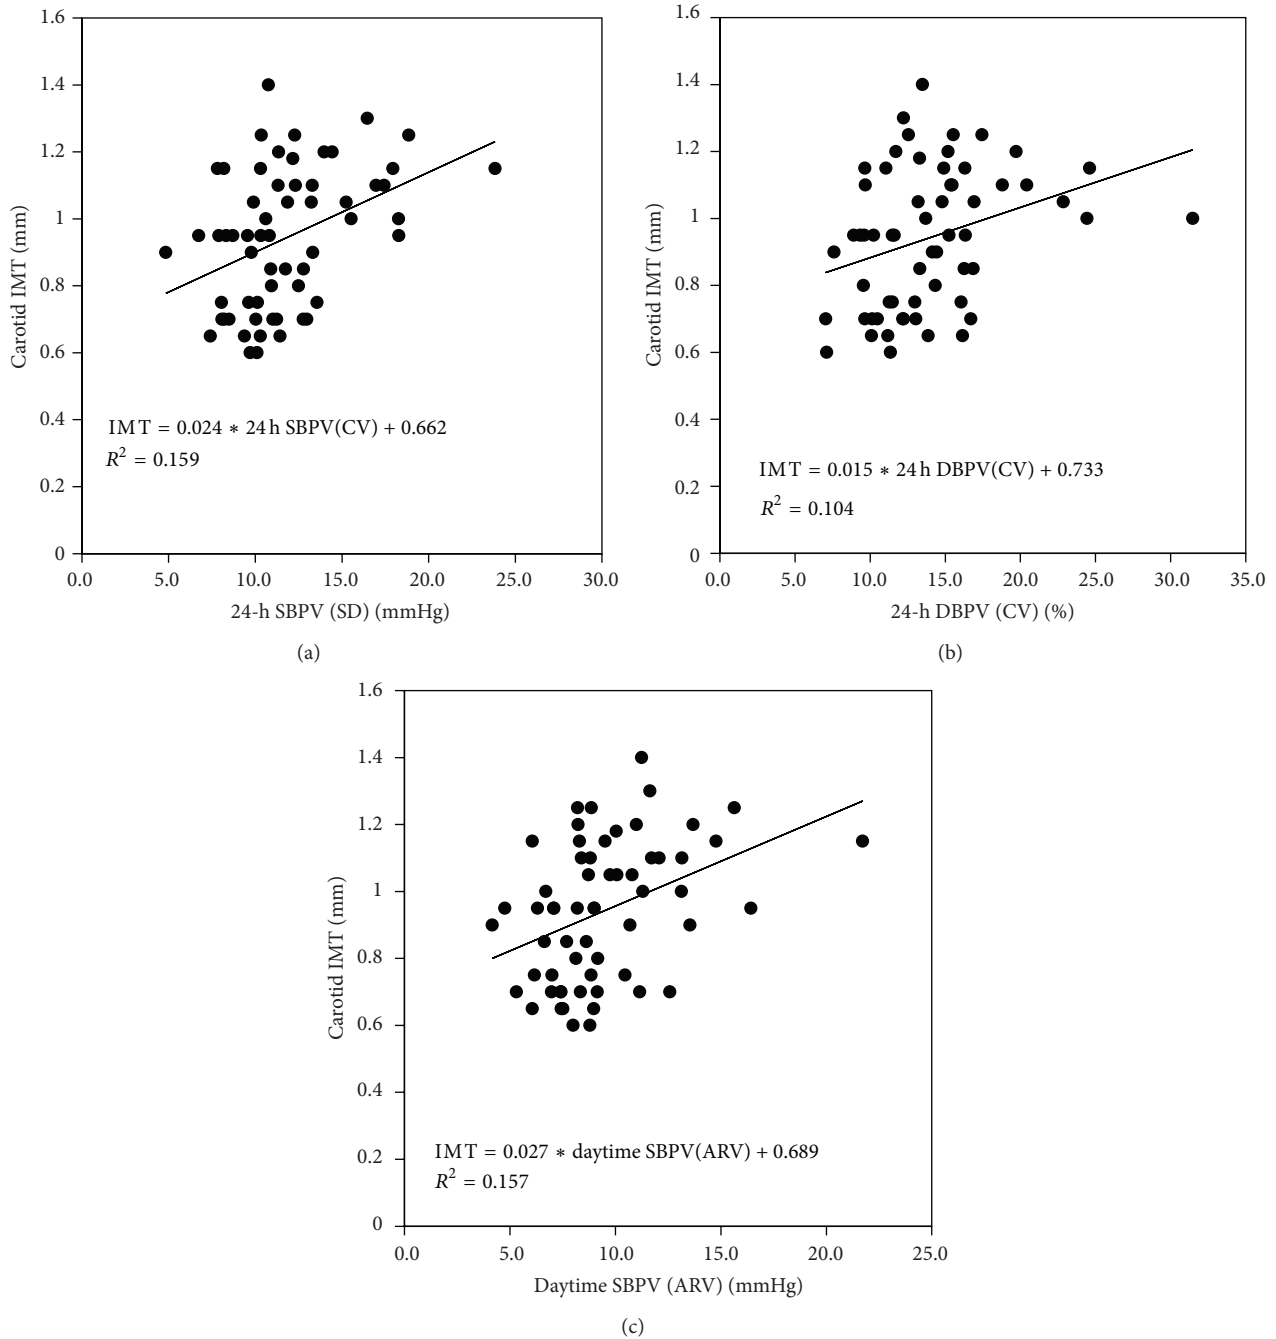 1.6
1.4
1.2
1
0.8
0.6
0.4
0.2
0
Carotid IMT (mm)
IMT = 0.024 ∗ 24 h SBPV(CV) + 0.662
R² = 0.159
0.0 5.0 10.0 15.0 20.0 25.0 30.0
24-h SBPV (SD) (mmHg)
(a)
1.6
1.4
1.2
1
0.8
0.6
0.4
0.2
0
Carotid IMT (mm)
IMT = 0.015 ∗ 24 h DBPV(CV) + 0.733
R² = 0.104
0.0 5.0 10.0 15.0 20.0 25.0 30.0 35.0
24-h DBPV (CV) (%)
(b)
1.6
1.4
1.2
1
0.8
0.6
0.4
0.2
0
Carotid IMT (mm)
IMT = 0.027 ∗ daytime SBPV(ARV) + 0.689
R² = 0.157
0.0 5.0 10.0 15.0 20.0 25.0
Daytime SBPV (ARV) (mmHg)
(c)